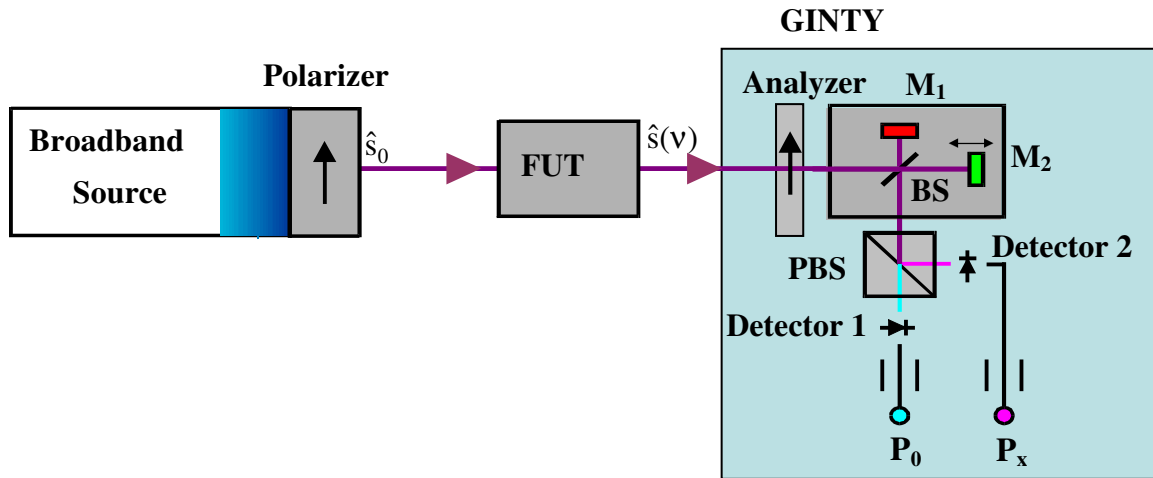 GINTY
Polarizer
Broadband
Source
ŝ₀
FUT
ŝ(ν)
Analyzer
M₁
M₂
BS
PBS
Detector 2
Detector 1
P₀
Pₓ